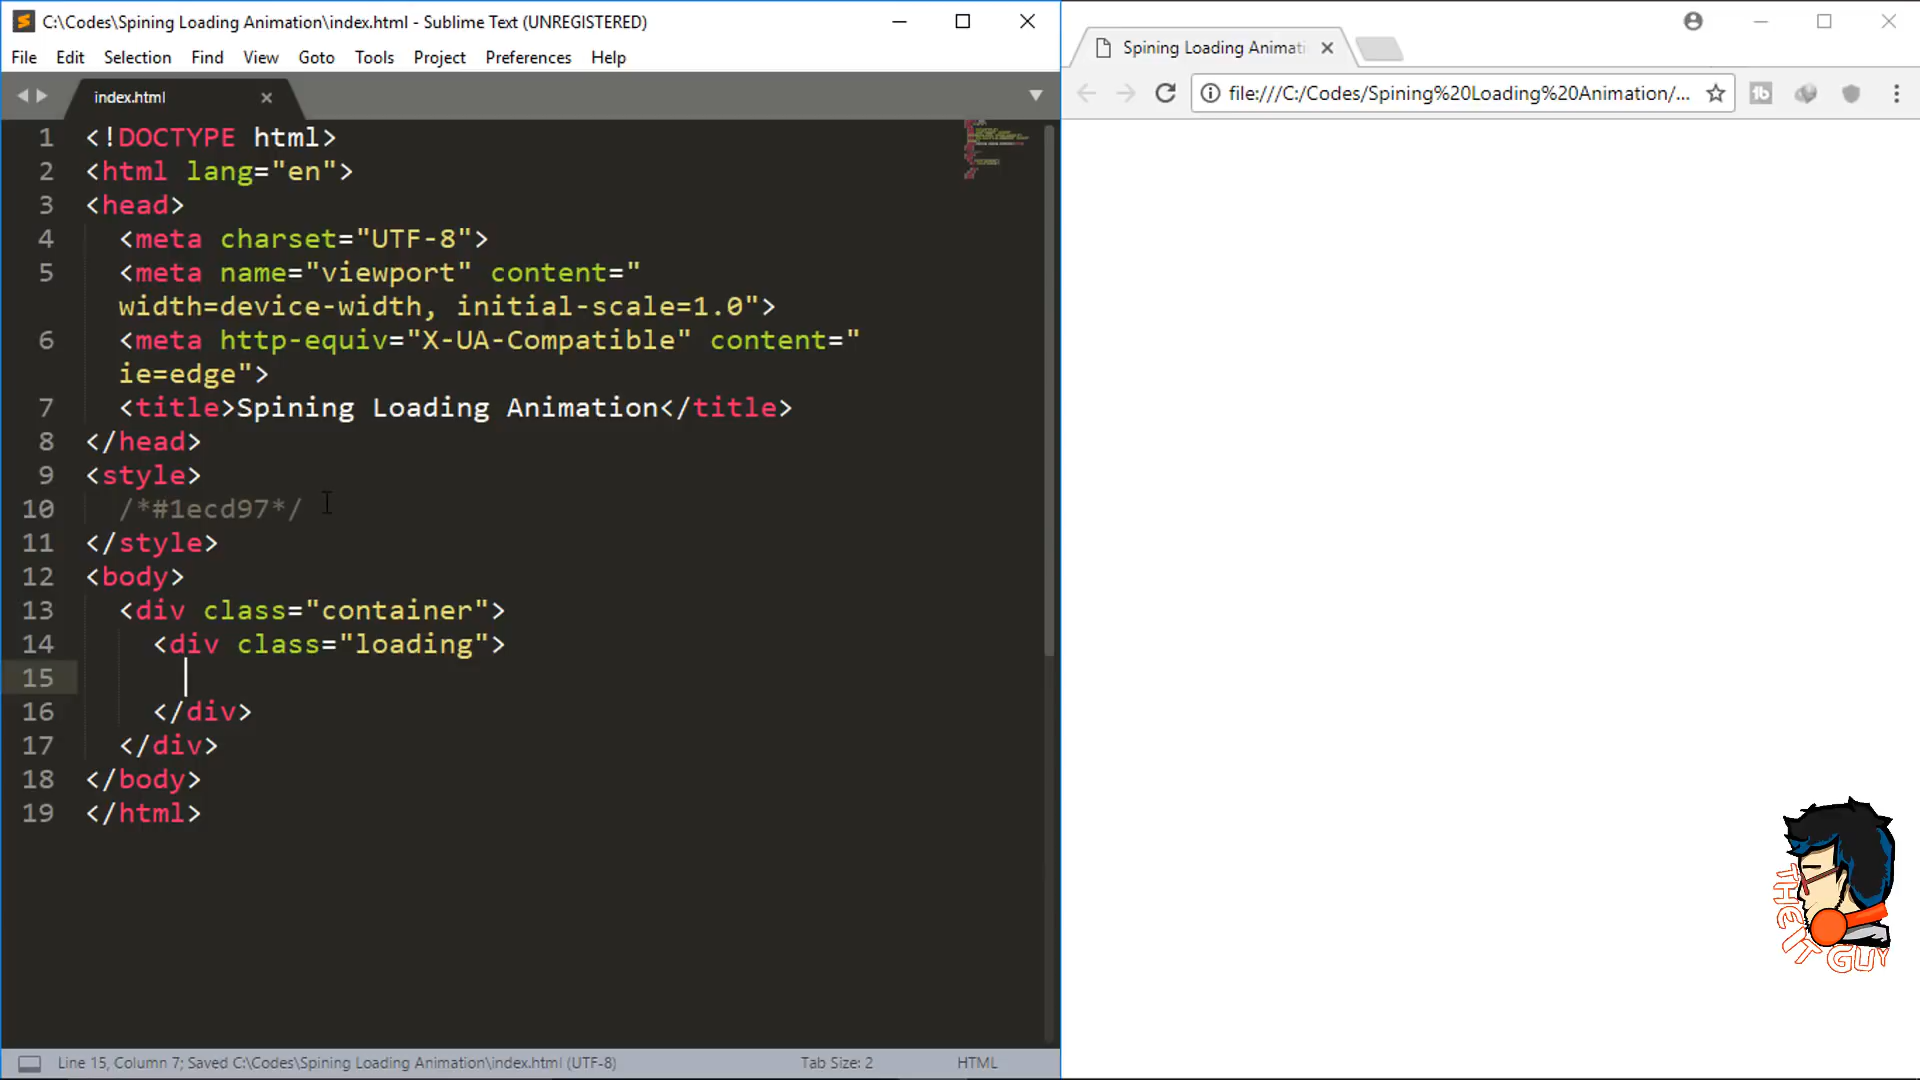 C:\Codes\Spining Loading Animation\index.html - Sublime Text (UNREGISTERED)
File Edit Selection Find View Goto Tools Project Preferences Help
index.html
1 <!DOCTYPE html>
2 <html lang="en">
3 <head>
4 <meta charset="UTF-8">
5 <meta name="viewport" content="
width=device-width, initial-scale=1.0">
6 <meta http-equiv="X-UA-Compatible" content="
ie=edge">
7 <title>Spining Loading Animation</title>
8 </head>
9 <style>
10 /*#1ecd97*/
11 </style>
12 <body>
13 <div class="container">
14 <div class="loading">
15
16 </div>
17 </div>
18 </body>
19 </html>
Line 15, Column 7; Saved C:\Codes\Spining Loading Animation\index.html (UTF-8) Tab Size: 2 HTML
Spining Loading Animati
file:///C:/Codes/Spining%20Loading%20Animation/...
THE IT GUY